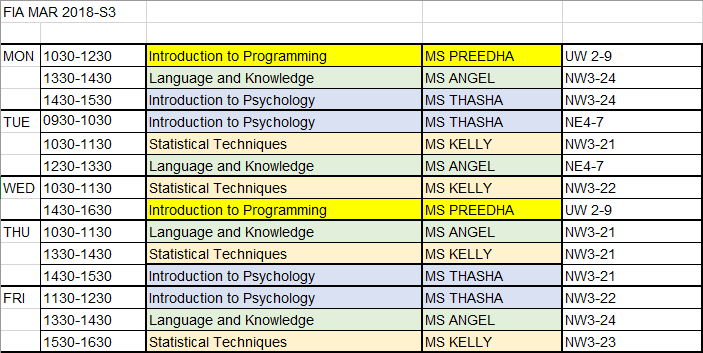 FIA MAR 2018-S3
MON 1030-1230 Introduction to Programming MS PREEDHA UW 2-9
1330-1430 Language and Knowledge MS ANGEL NW3-24
1430-1530 Introduction to Psychology MS THASHA NW3-24
TUE 0930-1030 Introduction to Psychology MS THASHA NE4-7
1030-1130 Statistical Techniques MS KELLY NW3-21
1230-1330 Language and Knowledge MS ANGEL NE4-7
WED 1030-1130 Statistical Techniques MS KELLY NW3-22
1430-1630 Introduction to Programming MS PREEDHA UW 2-9
THU 1030-1130 Language and Knowledge MS ANGEL NW3-21
1330-1430 Statistical Techniques MS KELLY NW3-21
1430-1530 Introduction to Psychology MS THASHA NW3-21
FRI 1130-1230 Introduction to Psychology MS THASHA NW3-22
1330-1430 Language and Knowledge MS ANGEL NW3-24
1530-1630 Statistical Techniques MS KELLY NW3-23